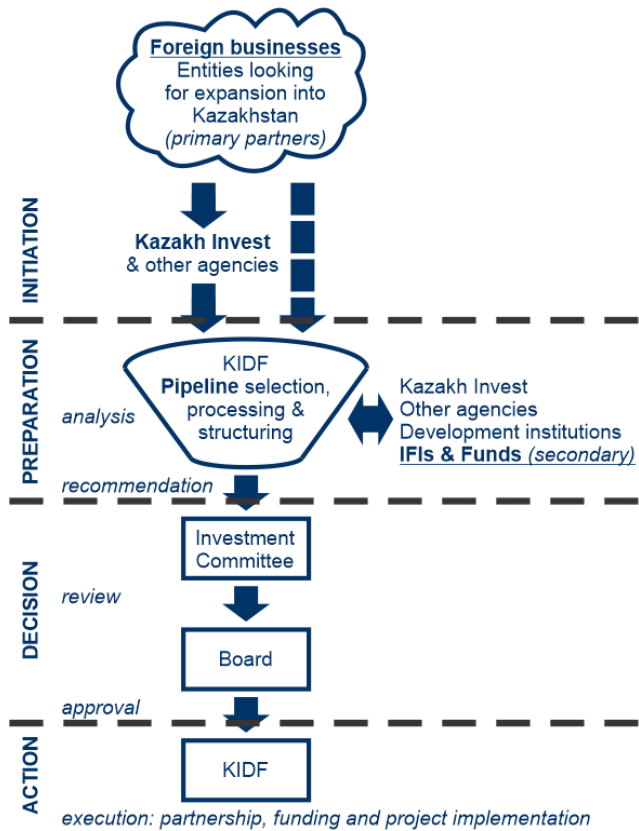 Foreign businesses
Entities looking
for expansion into
Kazakhstan
(primary partners)
INITIATION
Kazakh Invest
& other agencies
PREPARATION
KIDF
Pipeline selection,
processing &
structuring
analysis
Kazakh Invest
Other agencies
Development institutions
IFIs & Funds (secondary)
recommendation
DECISION
Investment
Committee
review
Board
approval
ACTION
KIDF
execution: partnership, funding and project implementation